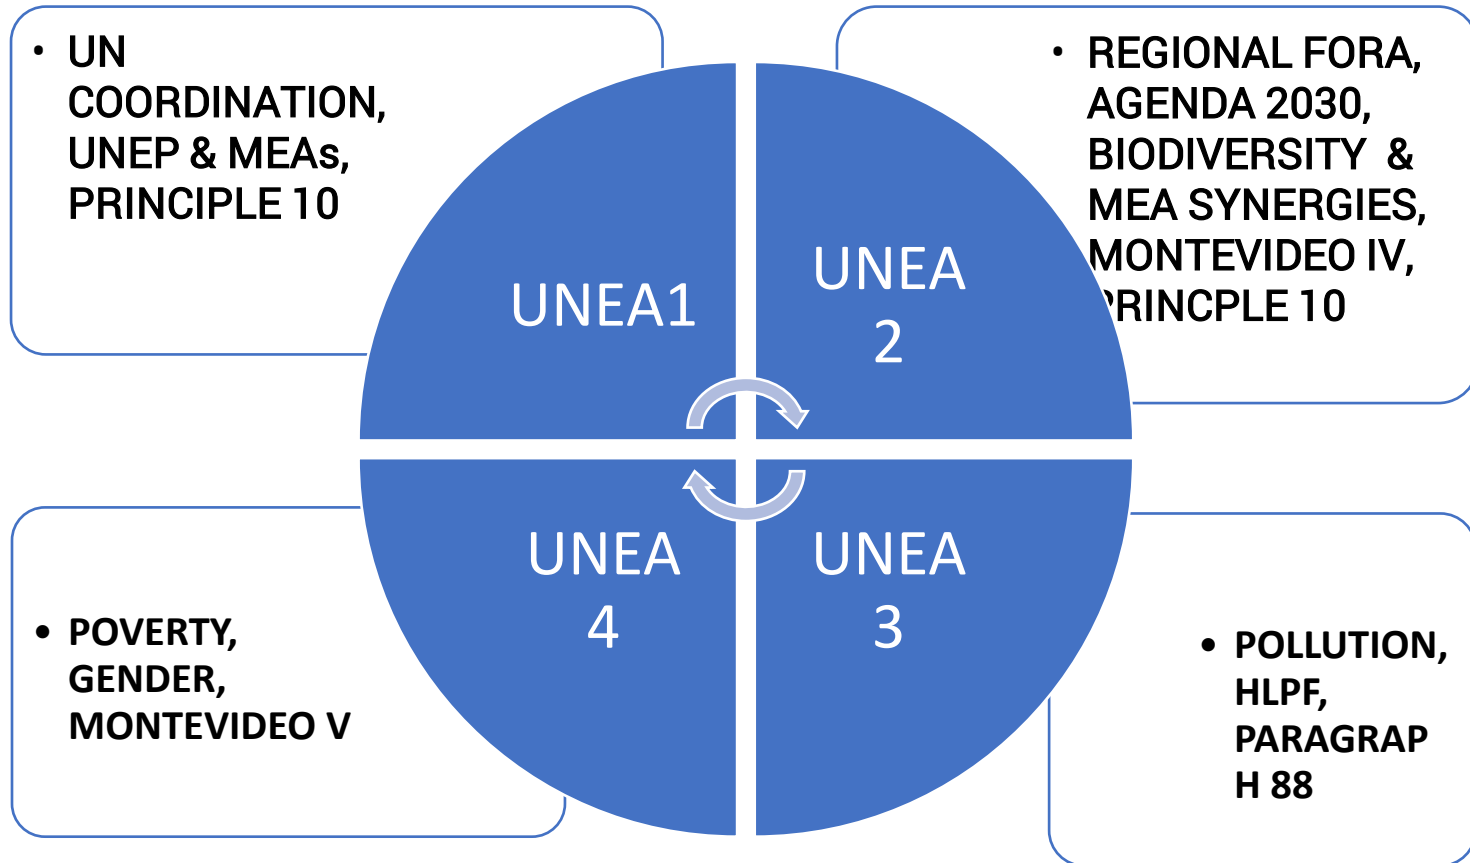 • UN
COORDINATION,
UNEP & MEAs,
PRINCIPLE 10
• REGIONAL FORA,
AGENDA 2030,
BIODIVERSITY &
MEA SYNERGIES,
MONTEVIDEO IV,
PRINCPLE 10
UNEA1
UNEA
2
UNEA
4
UNEA
3
• POVERTY,
GENDER,
MONTEVIDEO V
• POLLUTION,
HLPF,
PARAGRAP
H 88